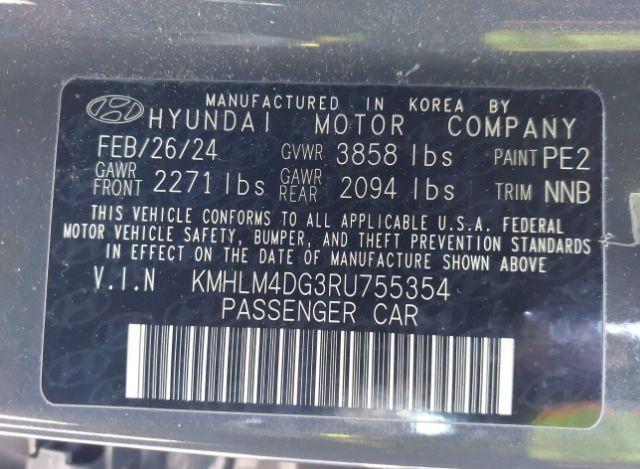 MANUFACTURED IN KOREA BY
HYUNDAI MOTOR COMPANY
FEB/26/24 GVWR 3858 lbs PAINT PE2
GAWR FRONT 2271 lbs GAWR REAR 2094 lbs TRIM NNB
THIS VEHICLE CONFORMS TO ALL APPLICABLE U.S.A. FEDERAL
MOTOR VEHICLE SAFETY, BUMPER, AND THEFT PREVENTION STANDARDS
IN EFFECT ON THE DATE OF MANUFACTURE SHOWN ABOVE.
V.I.N KMHLM4DG3RU755354
PASSENGER CAR